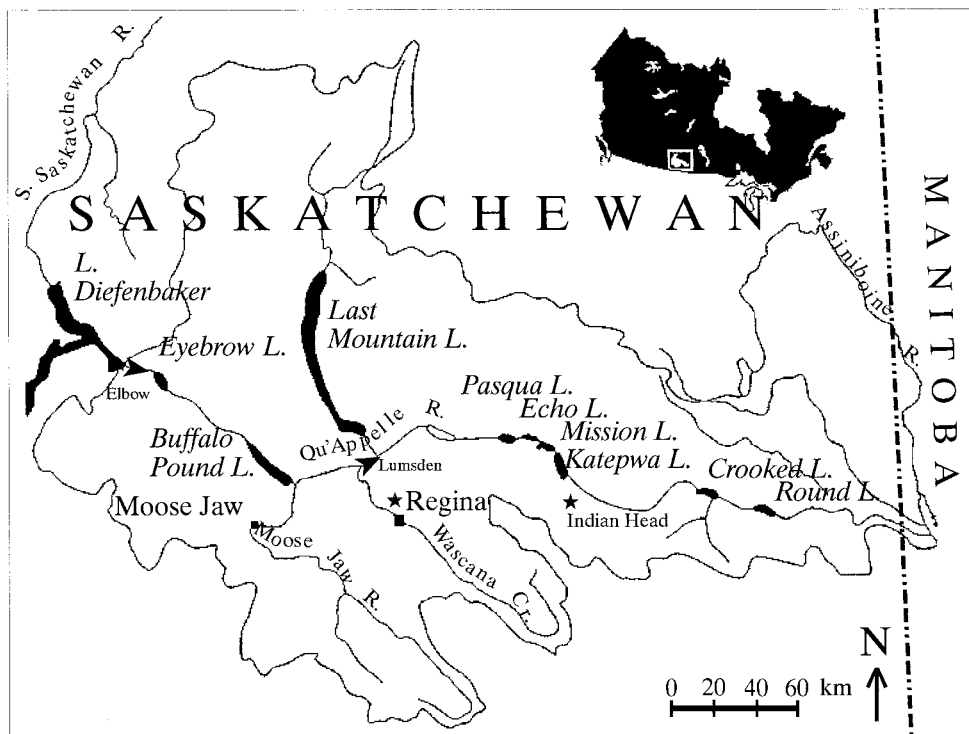 S. Saskatchewan R.
SASKATCHEWAN
MANITOBA
Assiniboine R.
L.
Diefenbaker
Last
Mountain L.
Eyebrow L.
Elbow
Pasqua L.
Echo L.
Mission L.
Katepwa L.
Buffalo
Pound L.
Qu'Appelle R.
Lumsden
Crooked L.
Round L.
Moose Jaw
Regina
Indian Head
Moose Jaw R.
Wascana Cr.
N
0 20 40 60 km